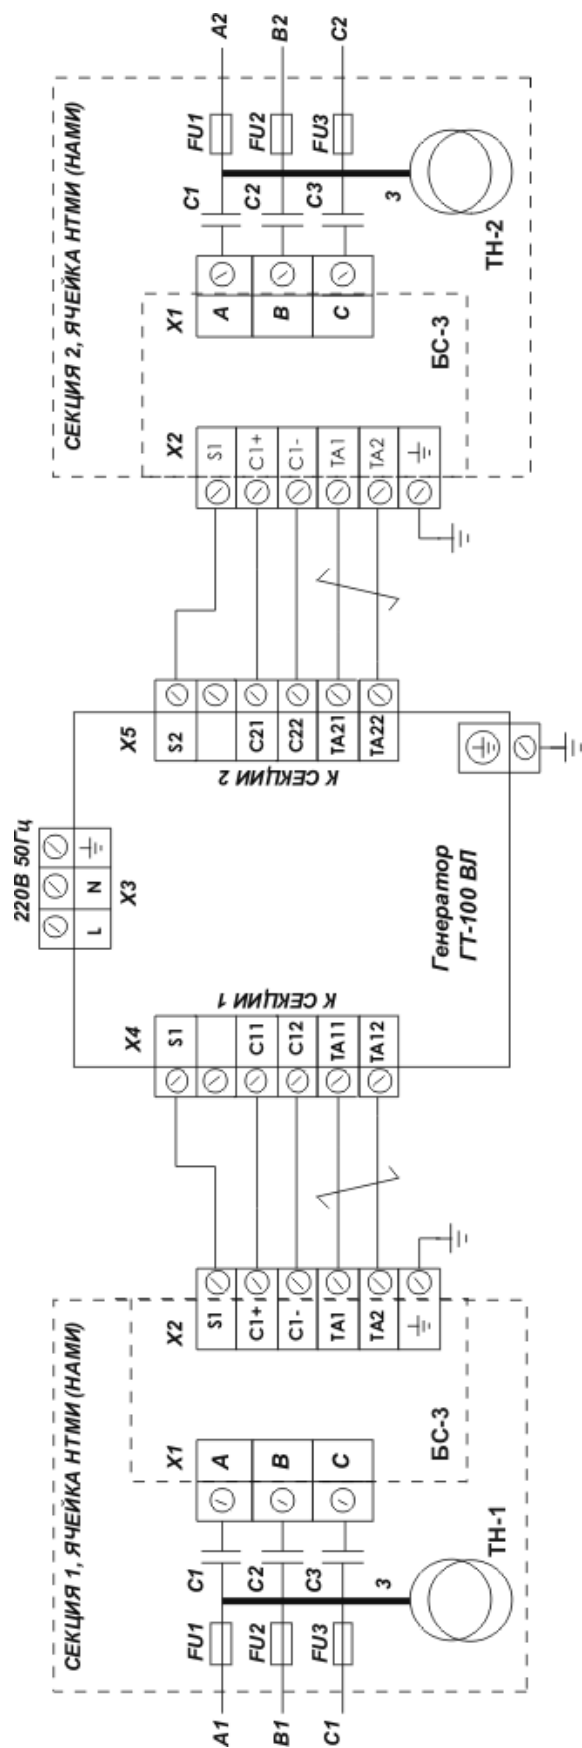 СЕКЦИЯ 1, ЯЧЕЙКА НТМИ (НАМИ)
A1
B1
C1
FU1
FU2
FU3
C1
C2
C3
3
ТН-1
X1
A
B
C
БС-3
X2
S1
C1+
C1-
TA1
TA2
X4
S1
C11
C12
TA11
TA12
К СЕКЦИИ 1
220В 50Гц
L
N
X3
Генератор
ГТ-100 ВЛ
К СЕКЦИИ 2
X5
S2
C21
C22
TA21
TA22
СЕКЦИЯ 2, ЯЧЕЙКА НТМИ (НАМИ)
X2
S1
C1+
C1-
TA1
TA2
БС-3
X1
A
B
C
C1
C2
C3
3
ТН-2
FU1
FU2
FU3
A2
B2
C2